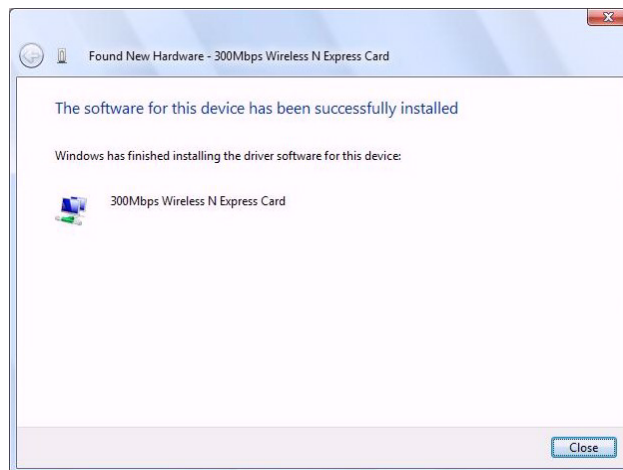 Found New Hardware - 300Mbps Wireless N Express Card
The software for this device has been successfully installed
Windows has finished installing the driver software for this device:
300Mbps Wireless N Express Card
Close